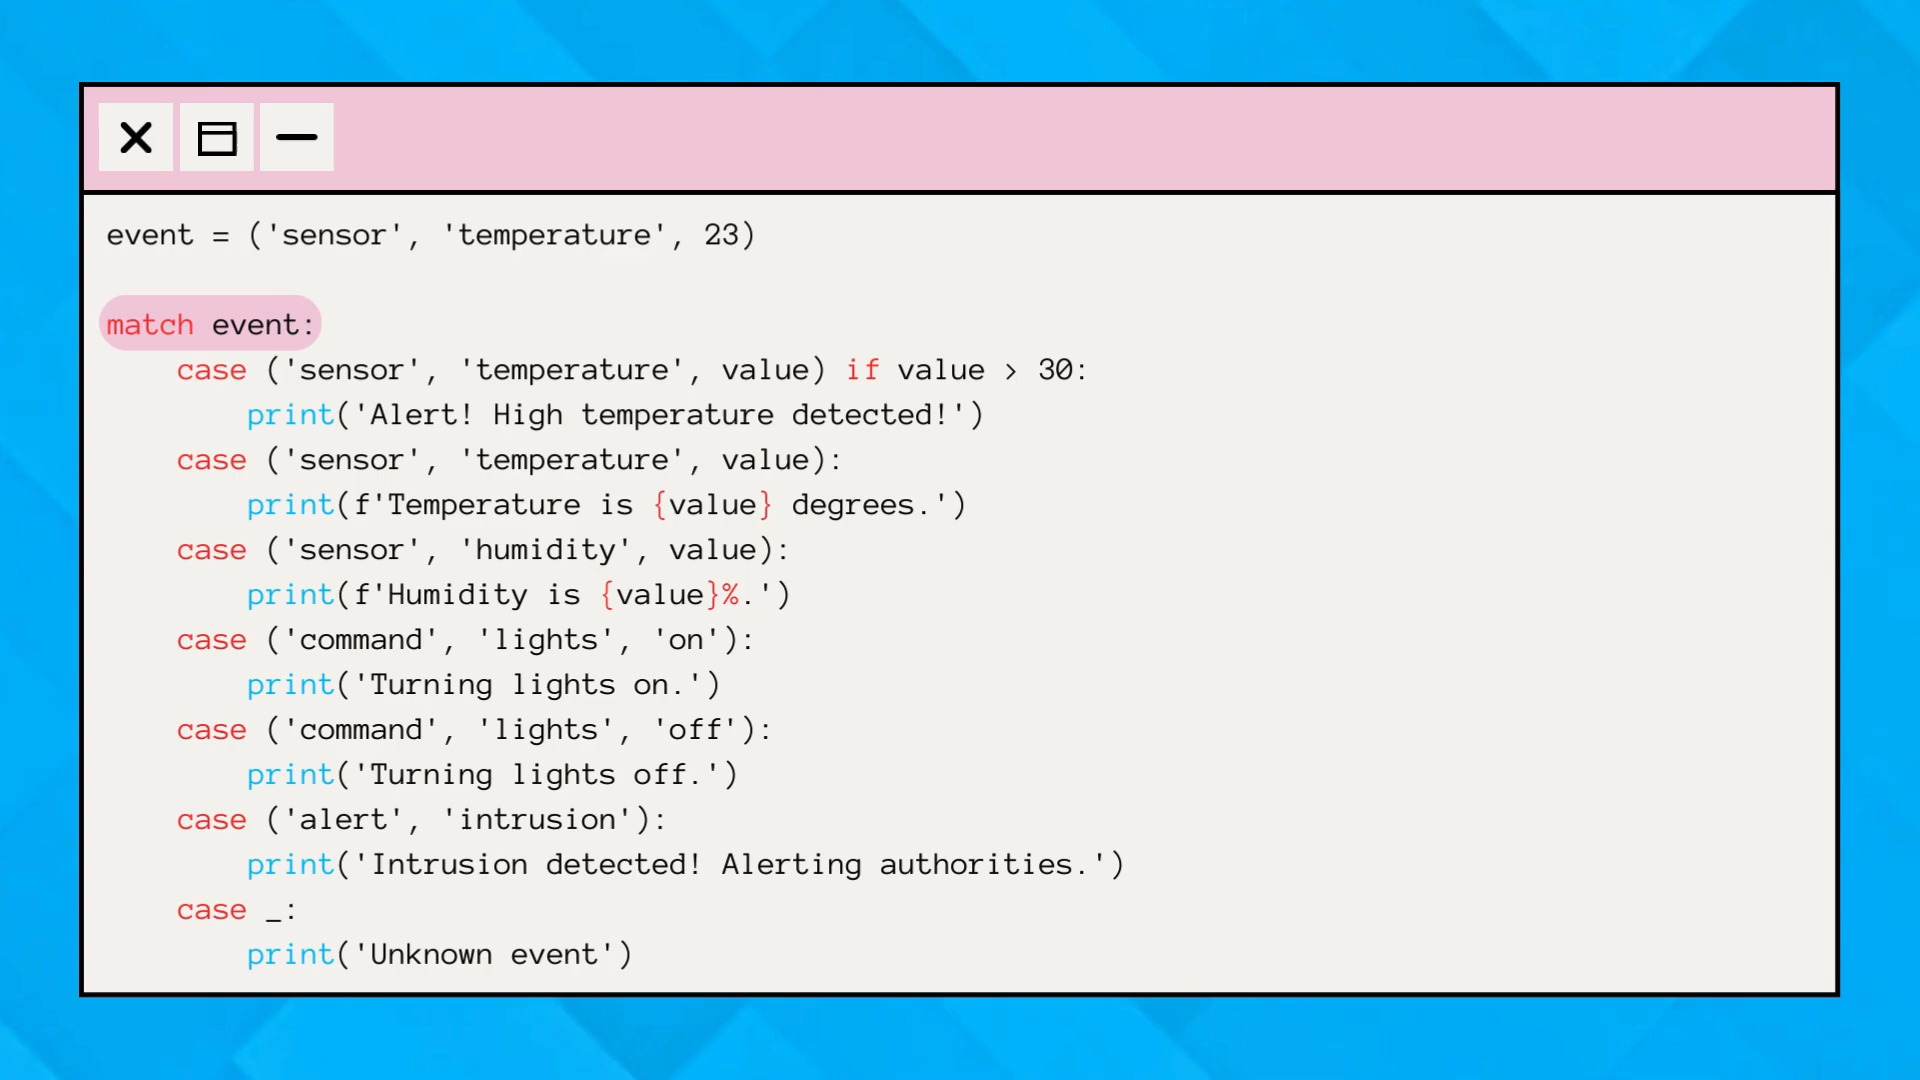 event = ('sensor', 'temperature', 23)
match event:
case ('sensor', 'temperature', value) if value > 30:
print('Alert! High temperature detected!')
case ('sensor', 'temperature', value):
print(f'Temperature is {value} degrees.')
case ('sensor', 'humidity', value):
print(f'Humidity is {value}%.')
case ('command', 'lights', 'on'):
print('Turning lights on.')
case ('command', 'lights', 'off'):
print('Turning lights off.')
case ('alert', 'intrusion'):
print('Intrusion detected! Alerting authorities.')
case _:
print('Unknown event')